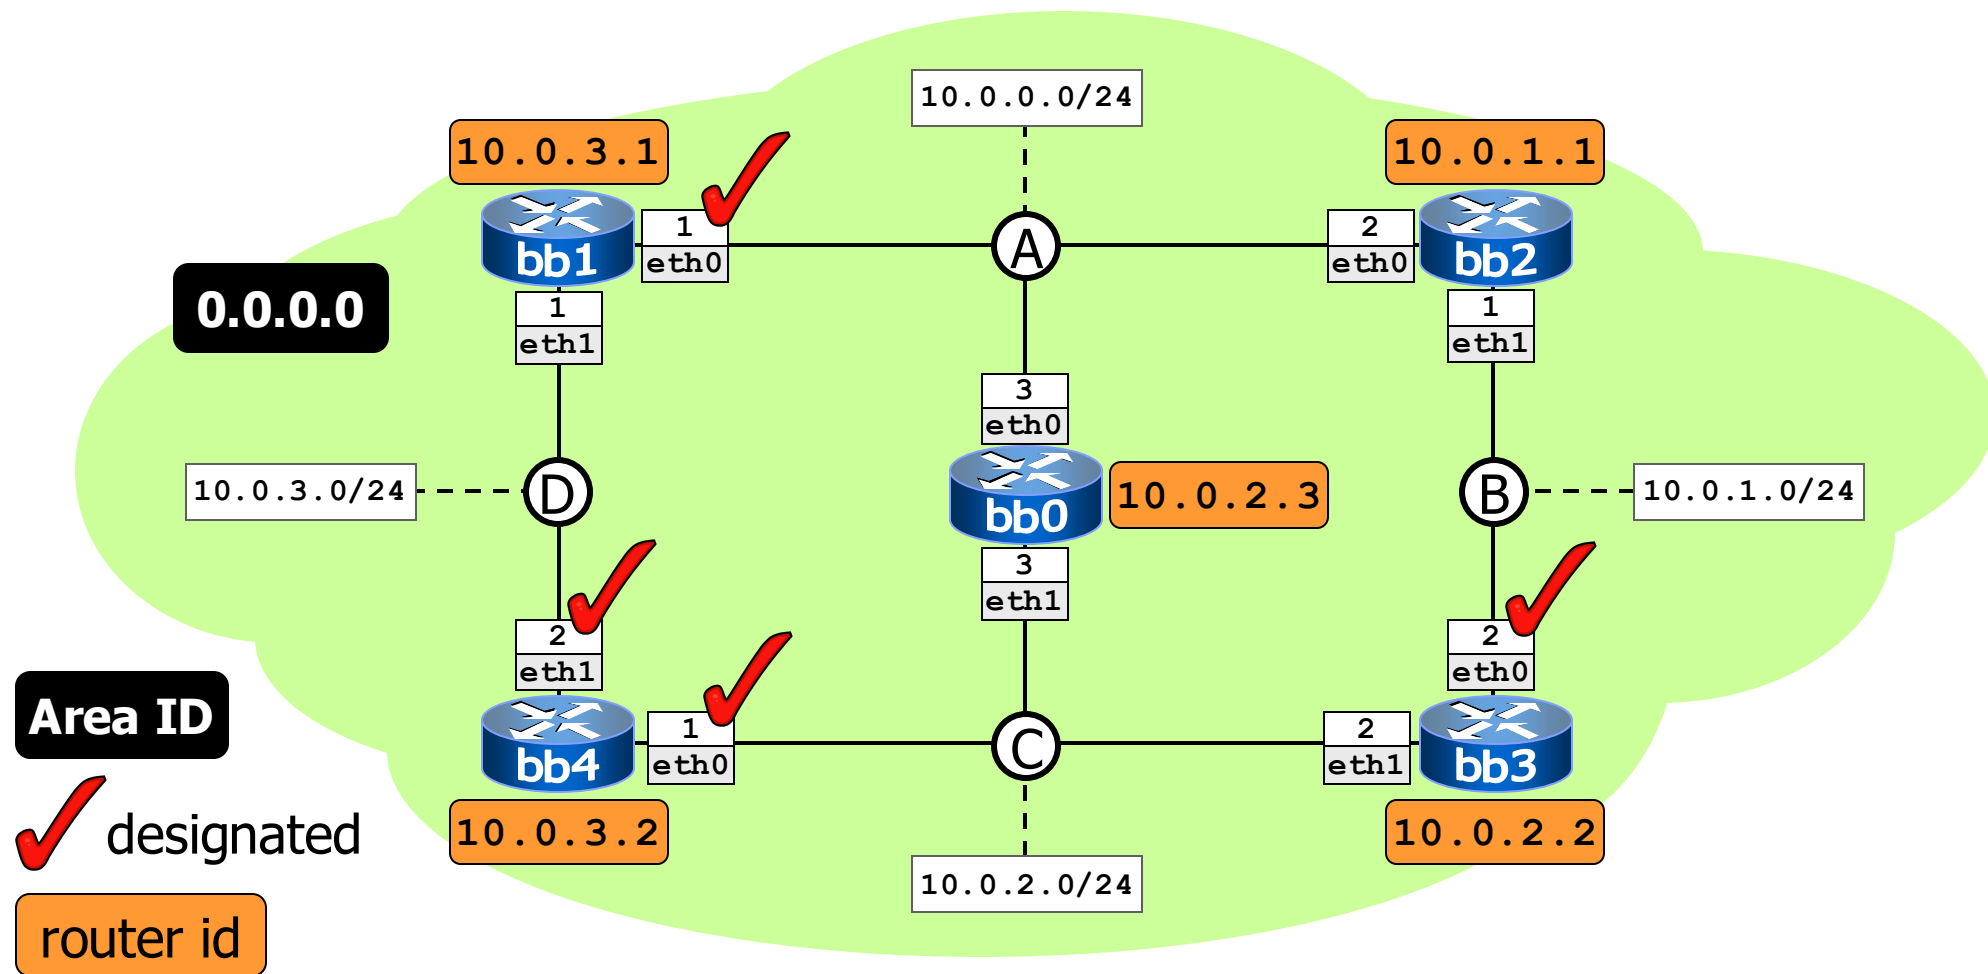 10.0.0.0/24
10.0.3.1
10.0.1.1
1
eth0
A
2
eth0
bb1
bb2
0.0.0.0
1
eth1
1
eth1
3
eth0
10.0.3.0/24
D
bb0
10.0.2.3
B
10.0.1.0/24
3
eth1
2
eth1
2
eth0
Area ID
1
eth0
C
2
eth1
bb4
bb3
designated
10.0.3.2
10.0.2.2
10.0.2.0/24
router id